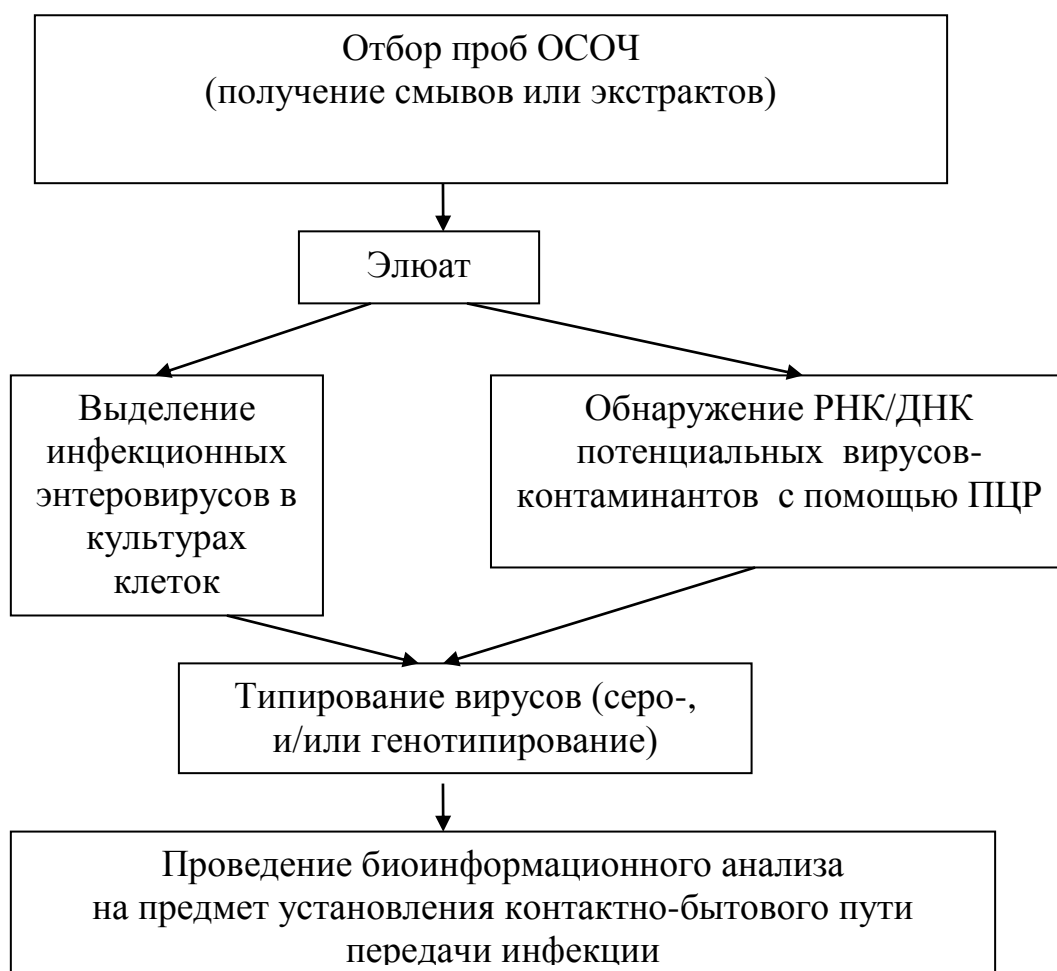 Отбор проб ОСОЧ
(получение смывов или экстрактов)
Элюат
Выделение
инфекционных
энтеровирусов в
культурах
клеток
Обнаружение РНК/ДНК
потенциальных вирусов-
контаминантов с помощью ПЦР
Типирование вирусов (серо-,
и/или генотипирование)
Проведение биоинформационного анализа
на предмет установления контактно-бытового пути
передачи инфекции